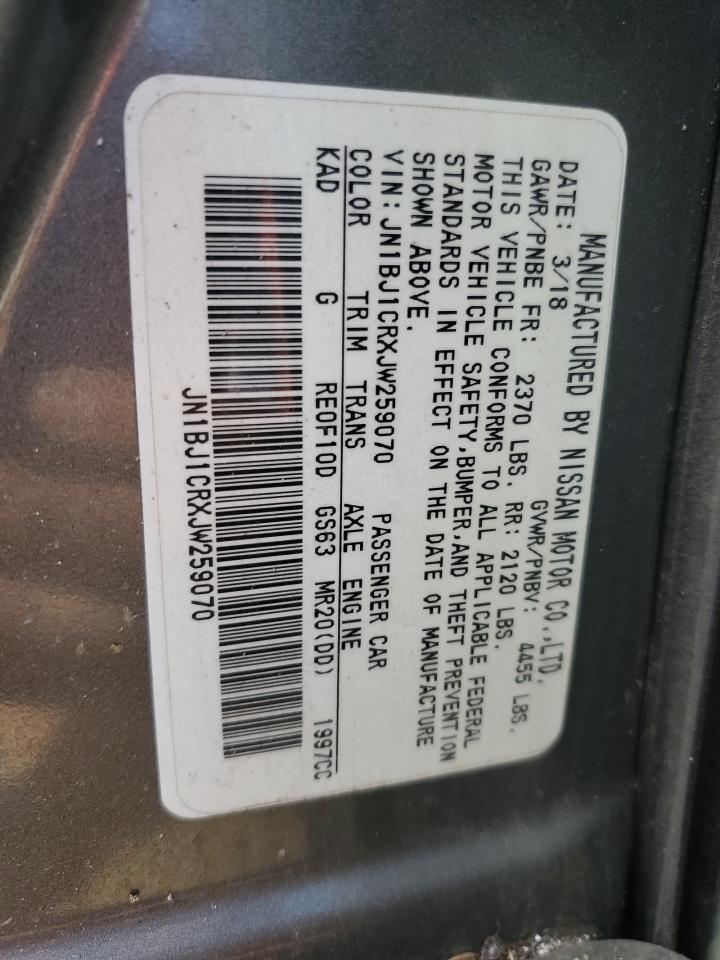 MANUFACTURED BY NISSAN MOTOR CO.,LTD.
DATE: 3/18 GVWR/PNBV: 4455 LBS.
GAWR/PNBE FR: 2370 LBS. RR: 2120 LBS.
THIS VEHICLE CONFORMS TO ALL APPLICABLE FEDERAL
MOTOR VEHICLE SAFETY,BUMPER,AND THEFT PREVENTION
STANDARDS IN EFFECT ON THE DATE OF MANUFACTURE
SHOWN ABOVE.
VIN: JN1BJ1CRXJW259070 PASSENGER CAR
COLOR TRIM TRANS AXLE ENGINE
KAD G RE0F10D GS63 MR20(DD) 1997CC
JN1BJ1CRXJW259070